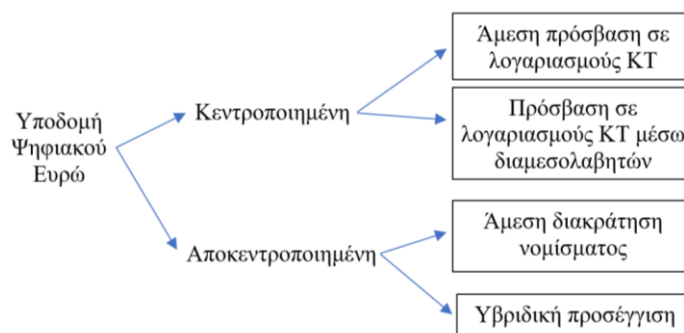 Άμεση πρόσβαση σε
λογαριασμούς ΚΤ
Κεντροποιημένη
Πρόσβαση σε
λογαριασμούς ΚΤ μέσω
διαμεσολαβητών
Υποδομή
Ψηφιακού
Ευρώ
Άμεση διακράτηση
νομίσματος
Αποκεντροποιημένη
Υβριδική προσέγγιση